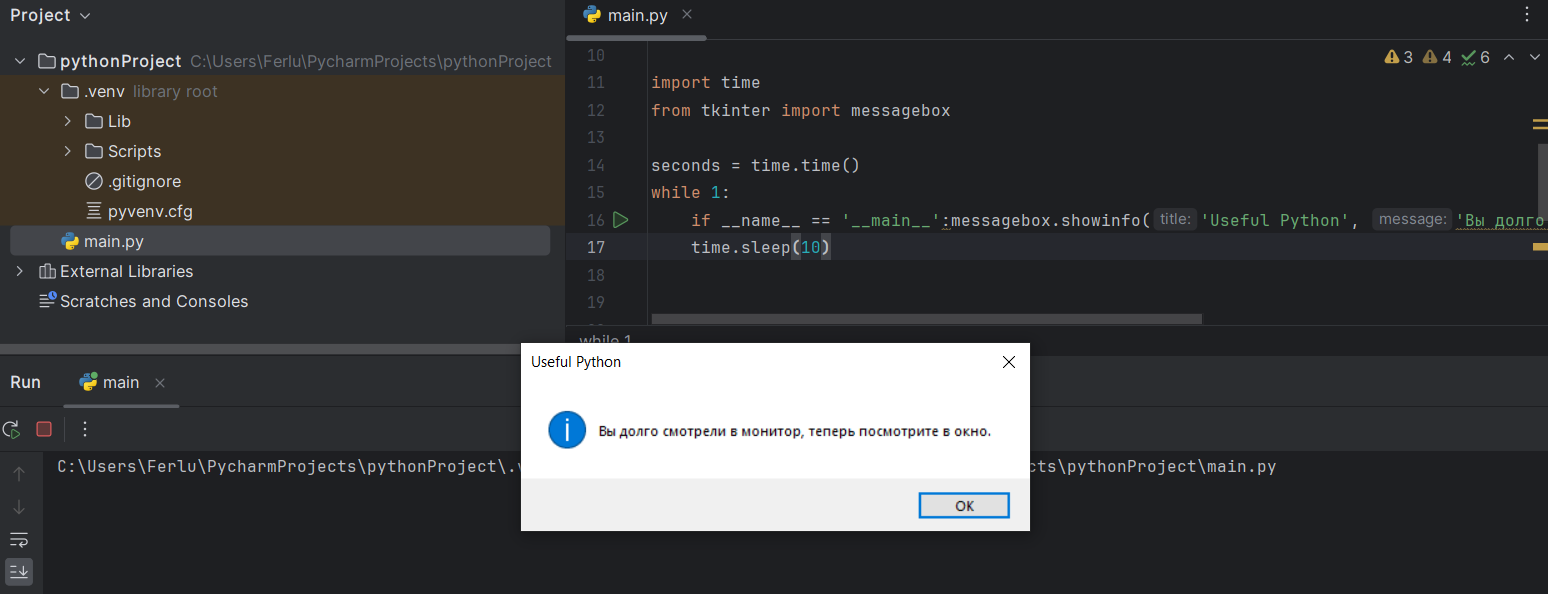 Project
main.py
pythonProject C:\Users\Ferlu\PycharmProjects\pythonProject
.venv library root
Lib
Scripts
.gitignore
pyvenv.cfg
main.py
External Libraries
Scratches and Consoles
3 4 6
10
11 import time
12 from tkinter import messagebox
13
14 seconds = time.time()
15 while 1:
16 if __name__ == '__main__':messagebox.showinfo( title: 'Useful Python', message: 'Вы долго
17 time.sleep(10)
18
19
while 1
Run main
Useful Python
Вы долго смотрели в монитор, теперь посмотрите в окно.
OK
C:\Users\Ferlu\PycharmProjects\pythonProject\.v
cts\pythonProject\main.py